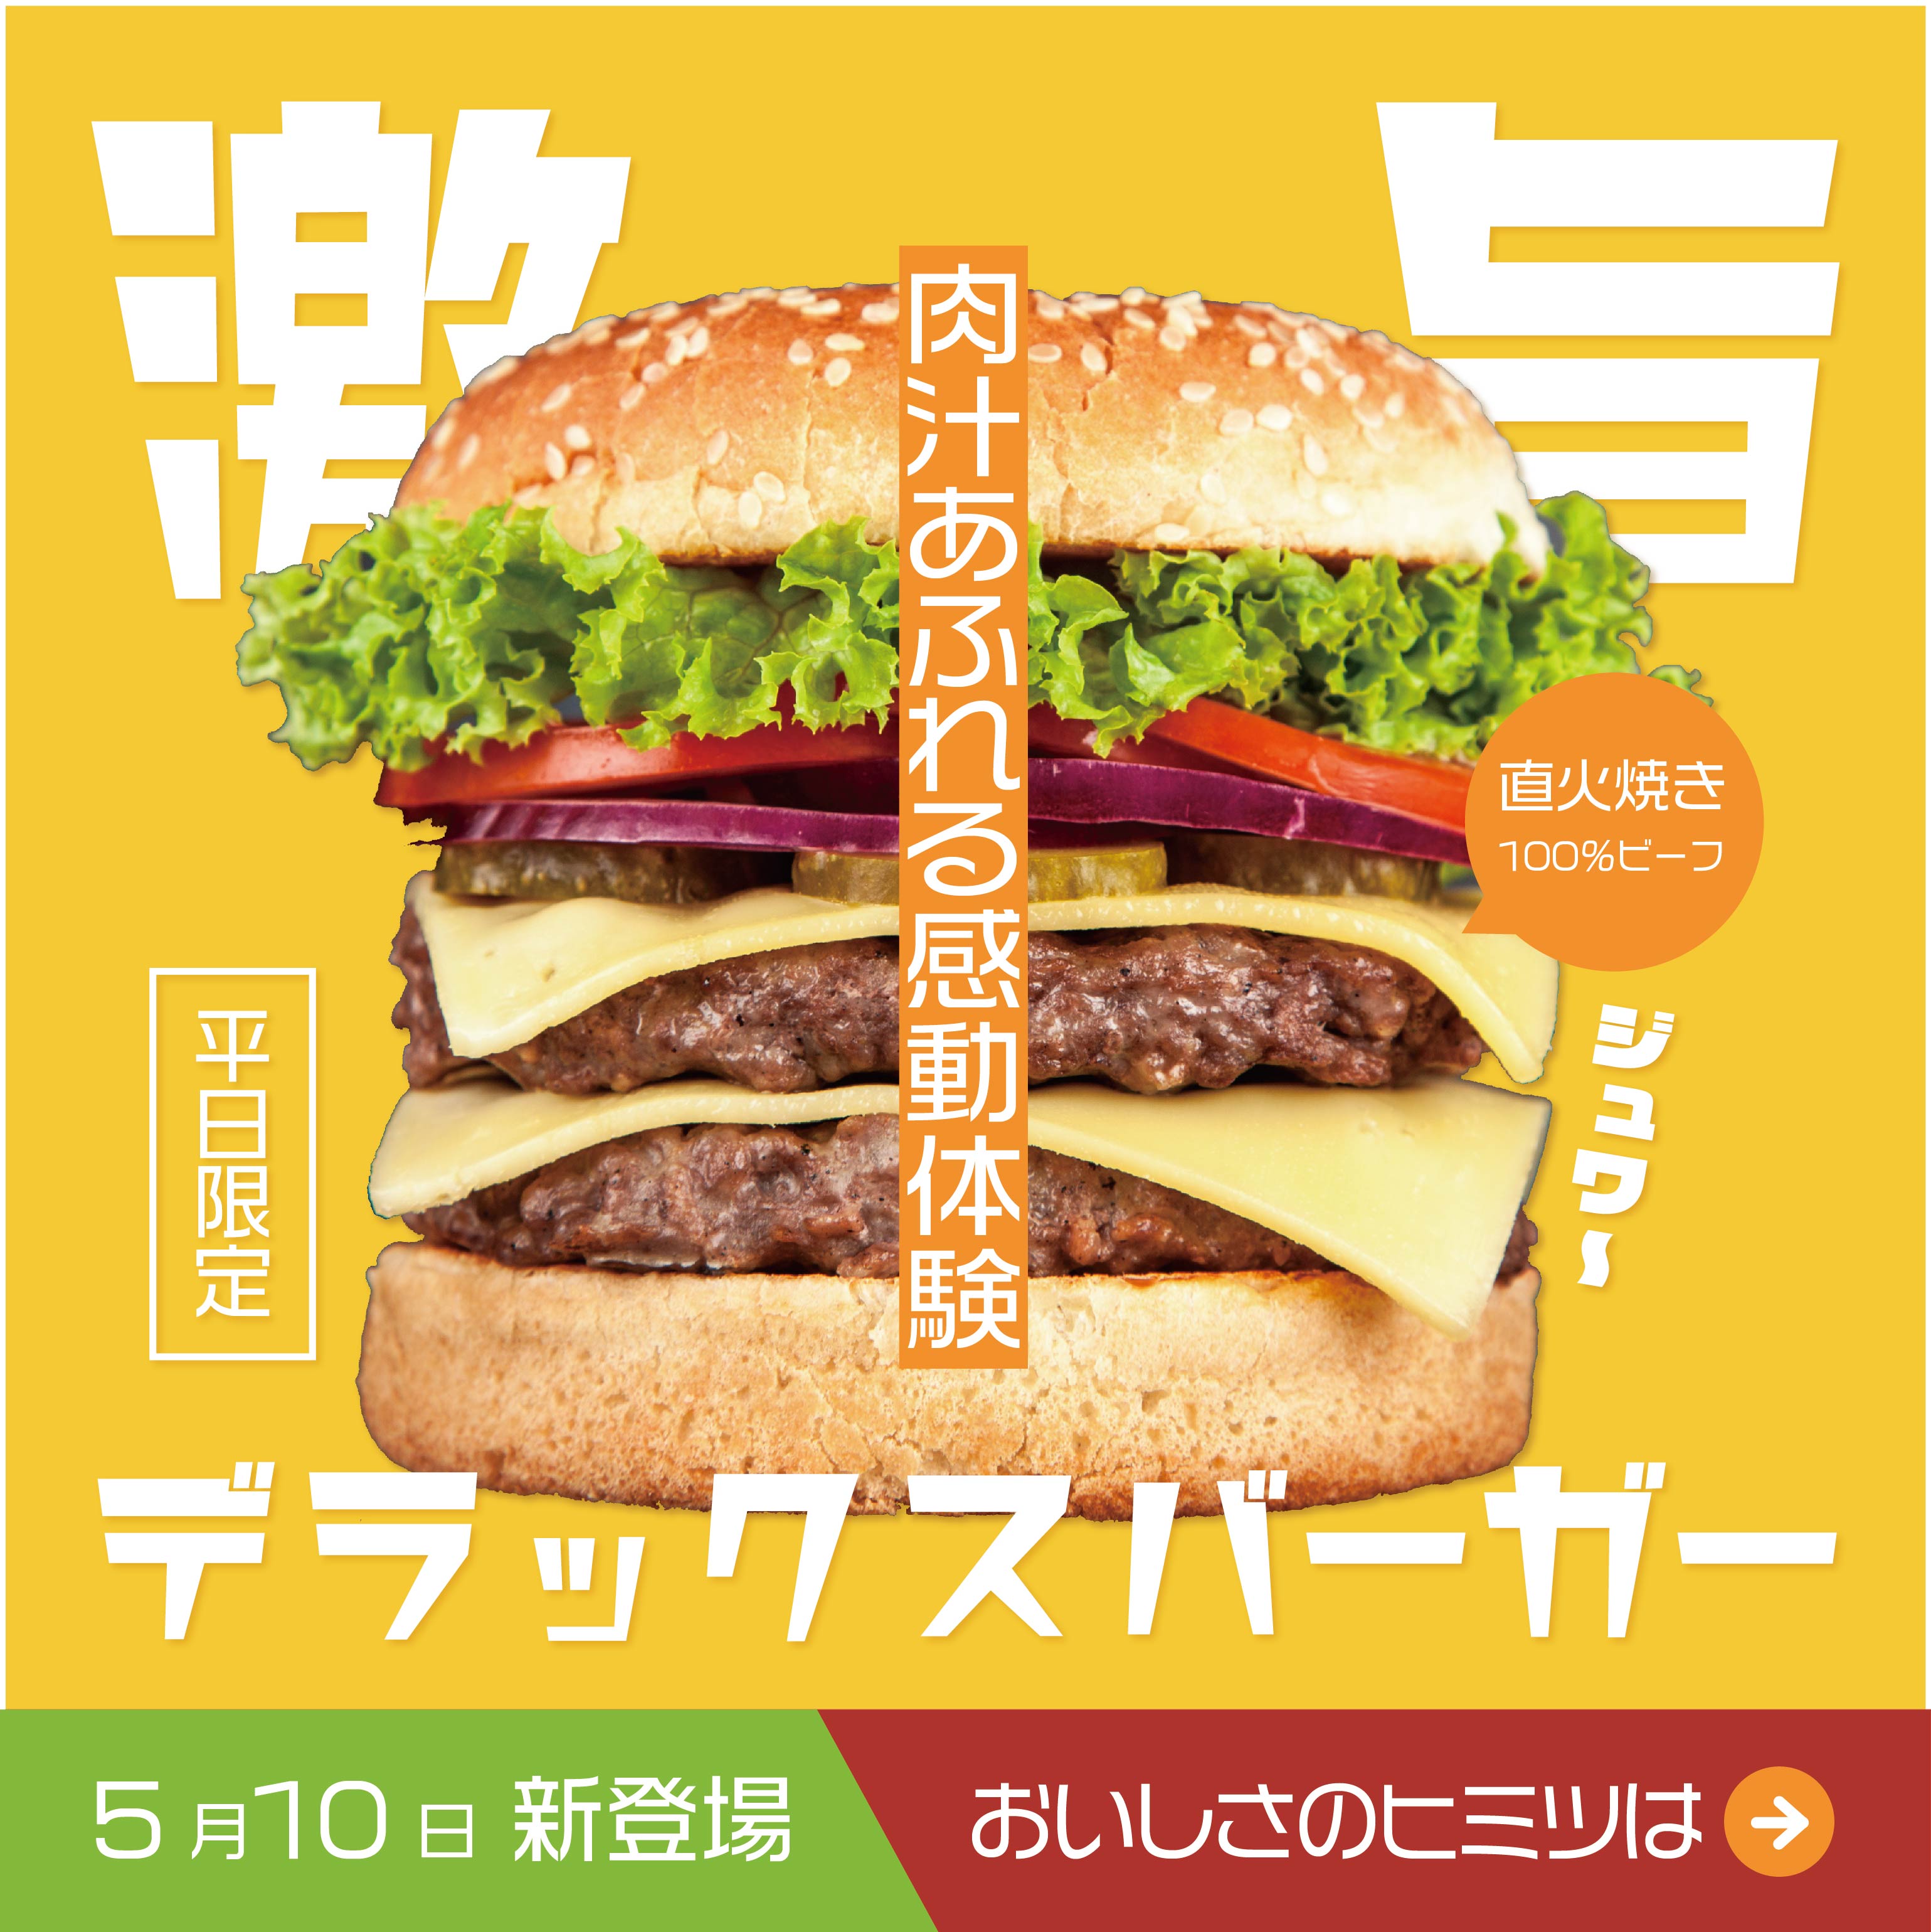 激旨
肉汁あふれる感動体験
直火焼き
100%ビーフ
ジュワ～
平日限定
デラックスバーガー
5月10日 新登場
おいしさのヒミツは